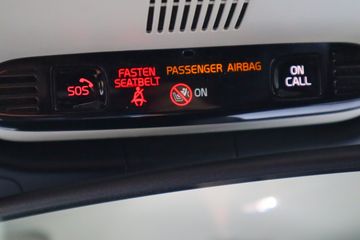 SOS
FASTEN
SEATBELT
PASSENGER AIRBAG
ON
ON
CALL